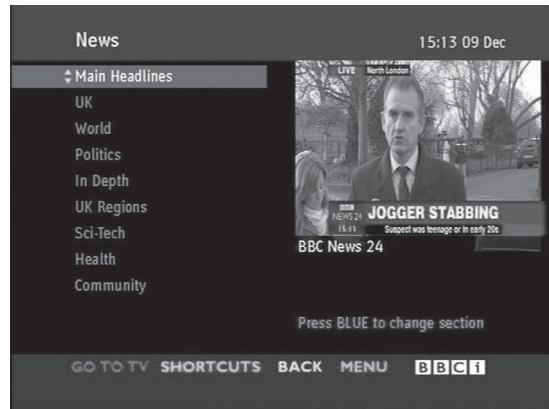 News
15:13 09 Dec
Main Headlines
UK
World
Politics
In Depth
UK Regions
Sci-Tech
Health
Community
LIVE North London
BBC
NEWS 24 JOGGER STABBING
15:13 Suspect was teenage or in early 20s
BBC News 24
Press BLUE to change section
GO TO TV SHORTCUTS BACK MENU BBCi